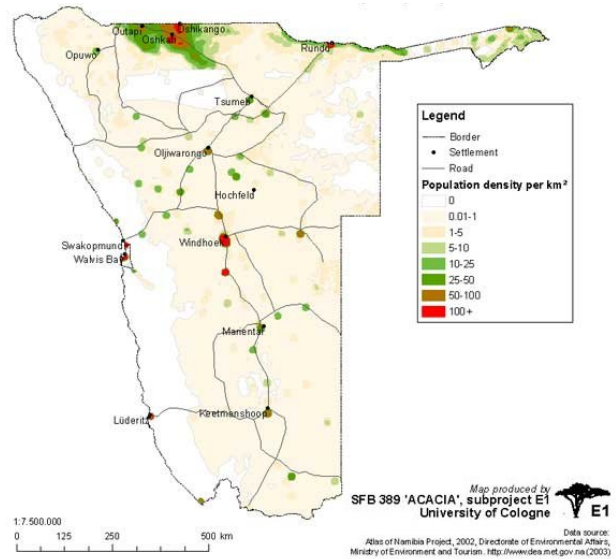 Outapi
Oshikango
Oshkati
Rundu
Opuwo
Tsumeb
Otjiwarongo
Hochfeld
Swakopmund
Windhoek
Walvis Bay
Mariental
Lüderitz
Keetmanshoop
Legend
Border
Settlement
Road
Population density per km²
0
0.01-1
1-5
5-10
10-25
25-50
50-100
100+
Map produced by
SFB 389 'ACACIA', subproject E1
University of Cologne
E1
1:7.500.000
0 125 250 500 km
Data source:
Atlas of Namibia Project, 2002, Directorate of Environmental Affairs,
Ministry of Environment and Tourism. http://www.dea.met.gov.na (2003)